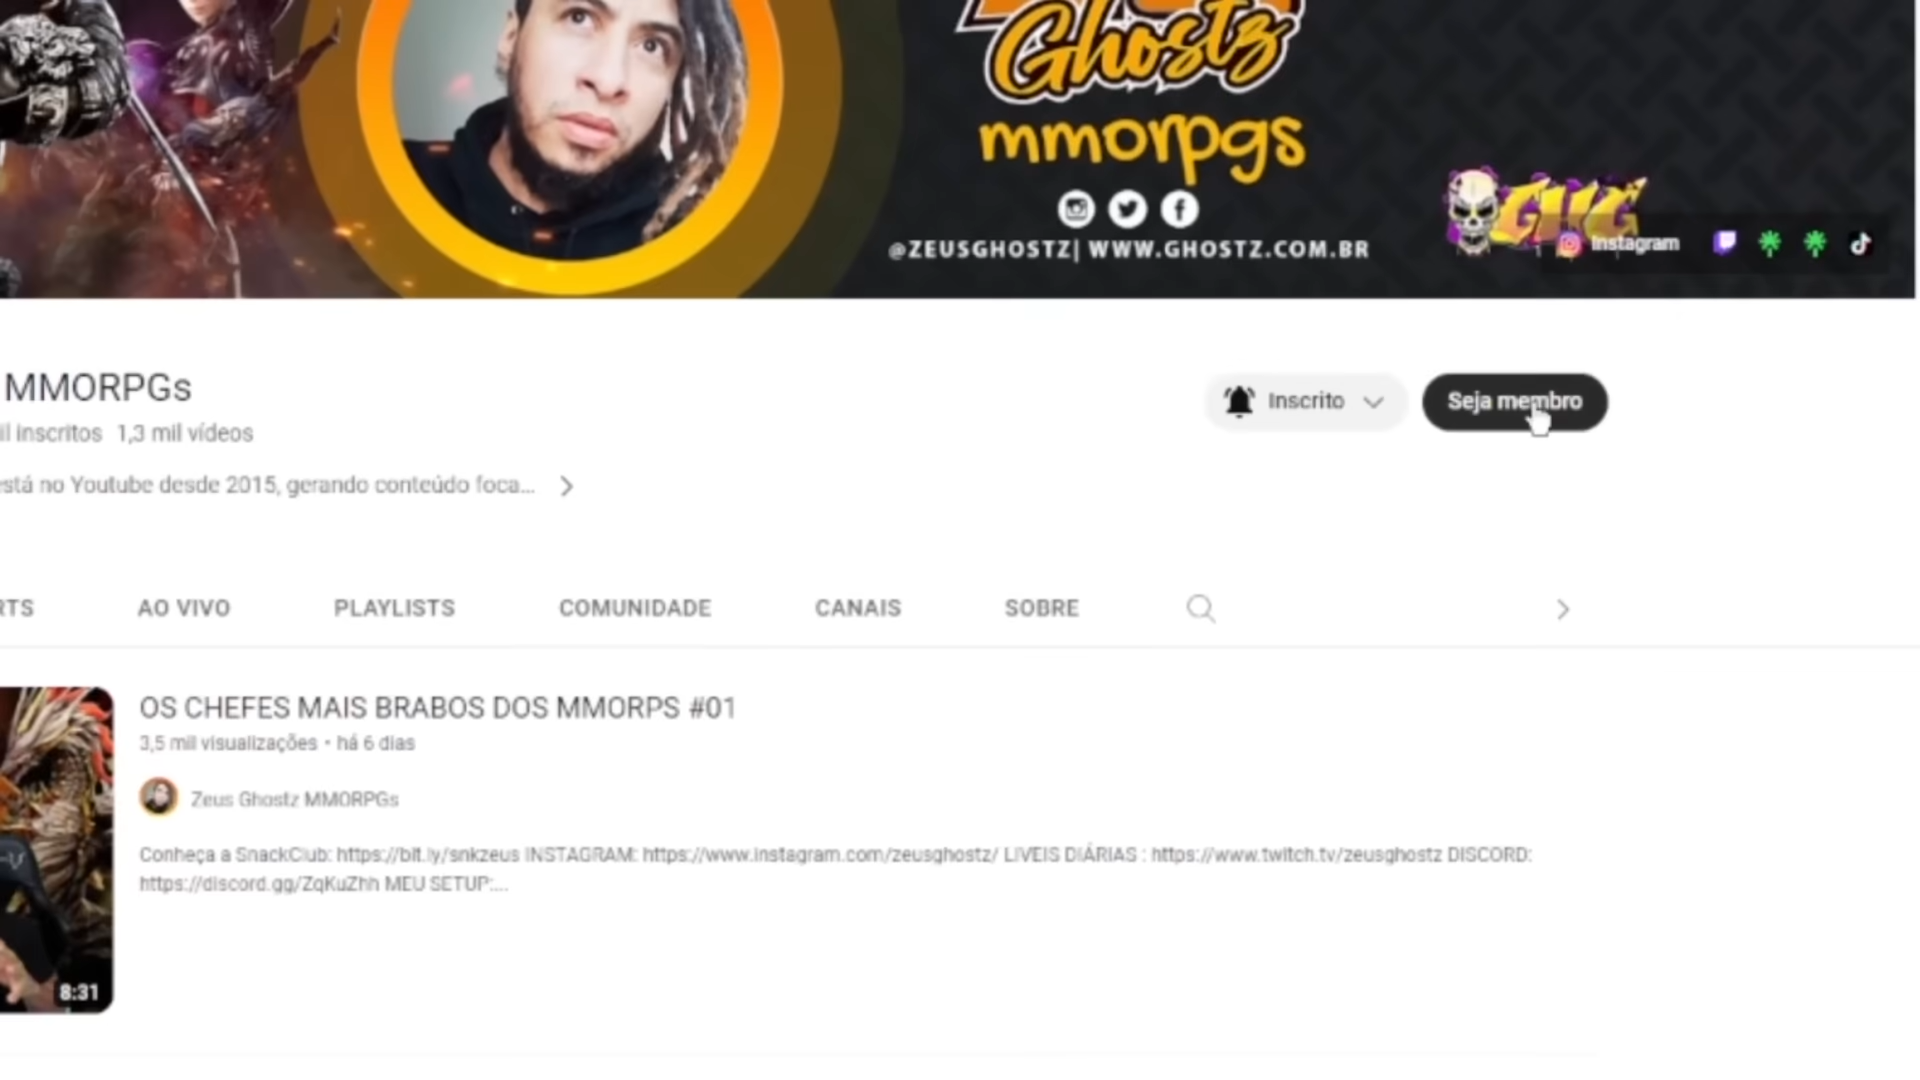 Ghostz
mmorpgs
@ZEUSGHOSTZ| WWW.GHOSTZ.COM.BR
Instagram
MMORPGs
il inscritos 1,3 mil vídeos
está no Youtube desde 2015, gerando conteúdo foca...
Inscrito
Seja membro
RTS
AO VIVO
PLAYLISTS
COMUNIDADE
CANAIS
SOBRE
OS CHEFES MAIS BRABOS DOS MMORPS #01
3,5 mil visualizações • há 6 dias
Zeus Ghostz MMORPGs
Conheça a SnackClub: https://bit.ly/snkzeus INSTAGRAM: https://www.instagram.com/zeusghostz/ LIVEIS DIÁRIAS : https://www.twitch.tv/zeusghostz DISCORD:
https://discord.gg/ZqKuZhh MEU SETUP:...
8:31